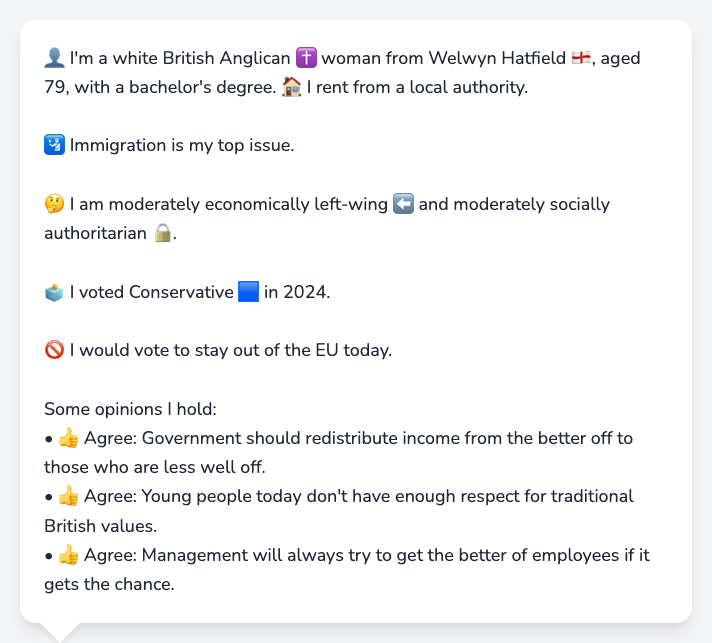 👤 I'm a white British Anglican ✝️ woman from Welwyn Hatfield 🏴󠁧󠁢󠁥󠁮󠁧󠁿, aged
79, with a bachelor's degree. 🏠 I rent from a local authority.
🛂 Immigration is my top issue.
🤔 I am moderately economically left-wing ⬅️ and moderately socially
authoritarian 🔒.
🗳️ I voted Conservative 🟦 in 2024.
🚫 I would vote to stay out of the EU today.
Some opinions I hold:
• 👍 Agree: Government should redistribute income from the better off to
those who are less well off.
• 👍 Agree: Young people today don't have enough respect for traditional
British values.
• 👍 Agree: Management will always try to get the better of employees if it
gets the chance.